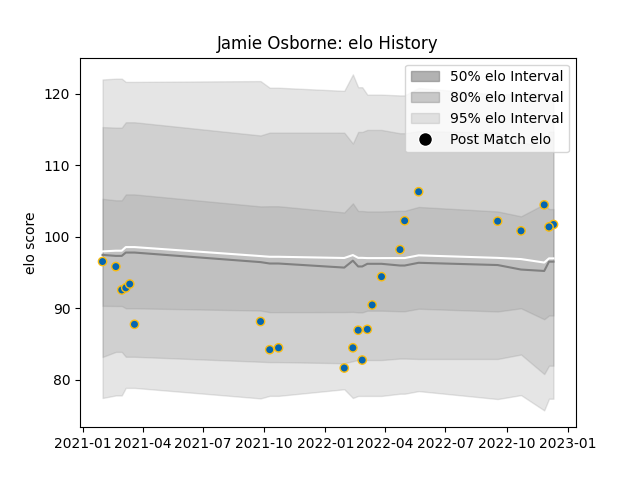 Jamie Osborne: elo History
50% elo Interval
80% elo Interval
95% elo Interval
Post Match elo
elo score
120
110
100
90
80
2021-01 2021-04 2021-07 2021-10 2022-01 2022-04 2022-07 2022-10 2023-01